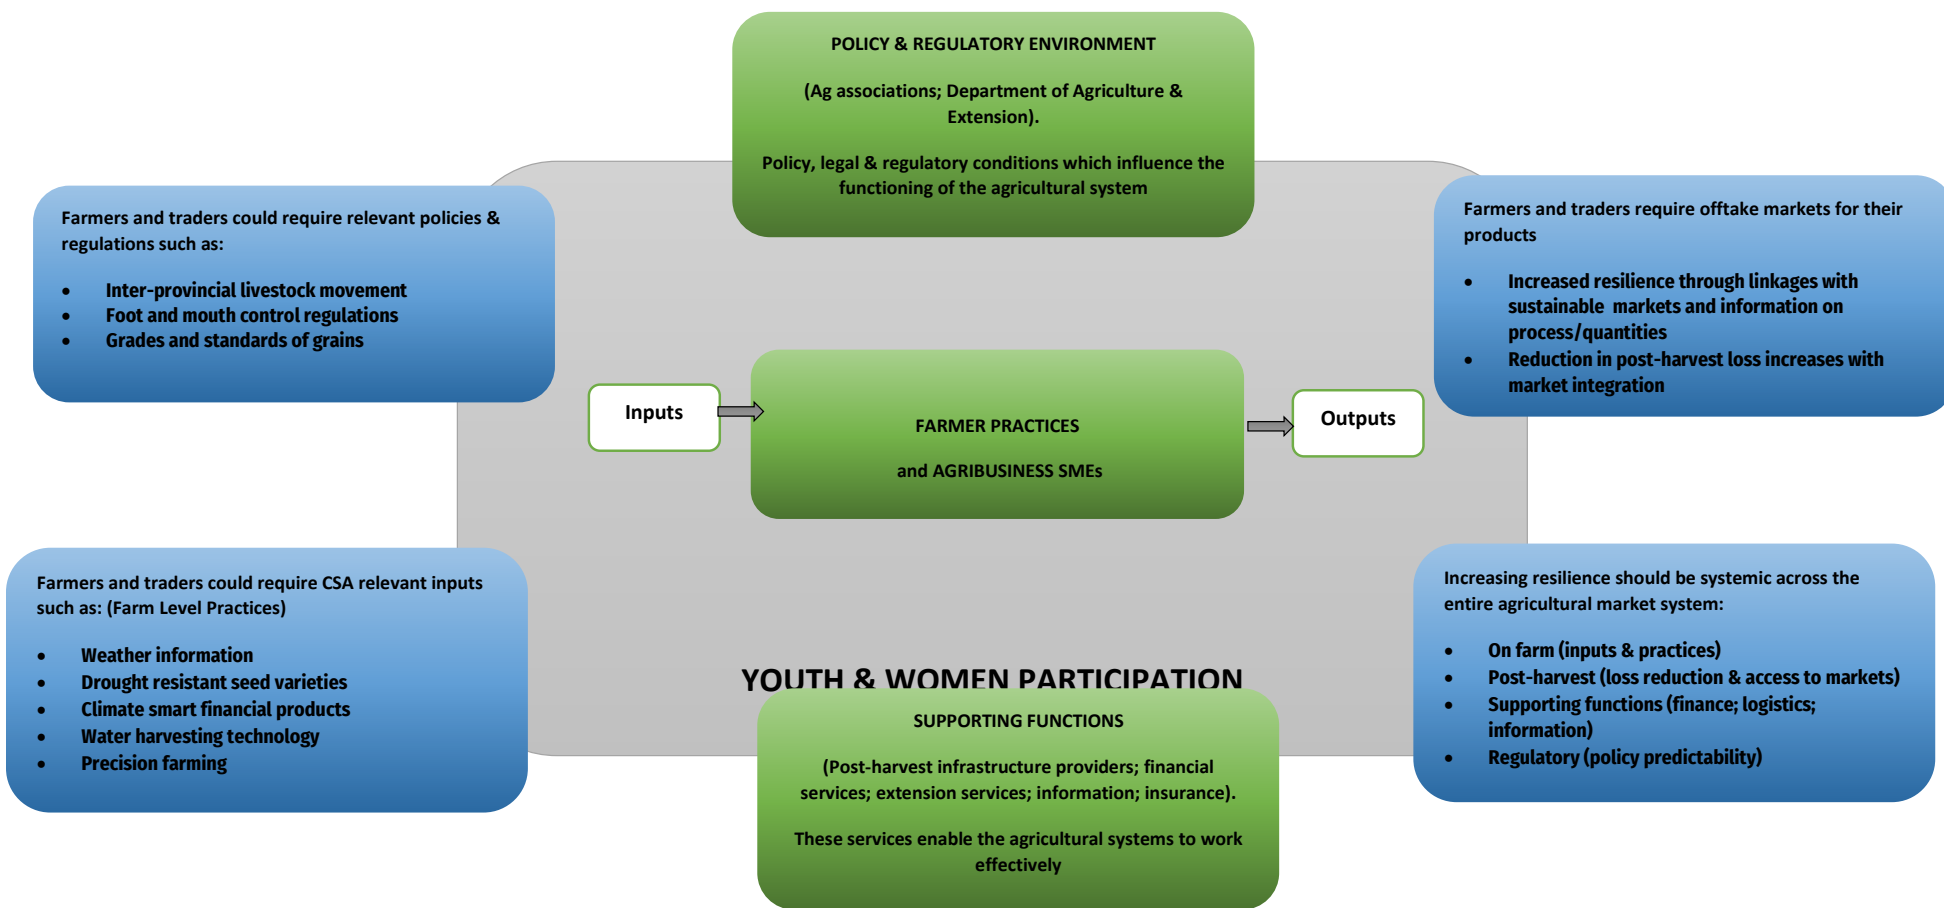 POLICY & REGULATORY ENVIRONMENT
(Ag associations; Department of Agriculture &
Extension).
Policy, legal & regulatory conditions which influence the
functioning of the agricultural system
Farmers and traders could require relevant policies &
regulations such as:
• Inter-provincial livestock movement
• Foot and mouth control regulations
• Grades and standards of grains
Farmers and traders require offtake markets for their
products
• Increased resilience through linkages with
sustainable markets and information on
process/quantities
• Reduction in post-harvest loss increases with
market integration
Inputs
FARMER PRACTICES
and AGRIBUSINESS SMEs
Outputs
Farmers and traders could require CSA relevant inputs
such as: (Farm Level Practices)
• Weather information
• Drought resistant seed varieties
• Climate smart financial products
• Water harvesting technology
• Precision farming
Increasing resilience should be systemic across the
entire agricultural market system:
• On farm (inputs & practices)
• Post-harvest (loss reduction & access to markets)
• Supporting functions (finance; logistics;
information)
• Regulatory (policy predictability)
YOUTH & WOMEN PARTICIPATION
SUPPORTING FUNCTIONS
(Post-harvest infrastructure providers; financial
services; extension services; information; insurance).
These services enable the agricultural systems to work
effectively